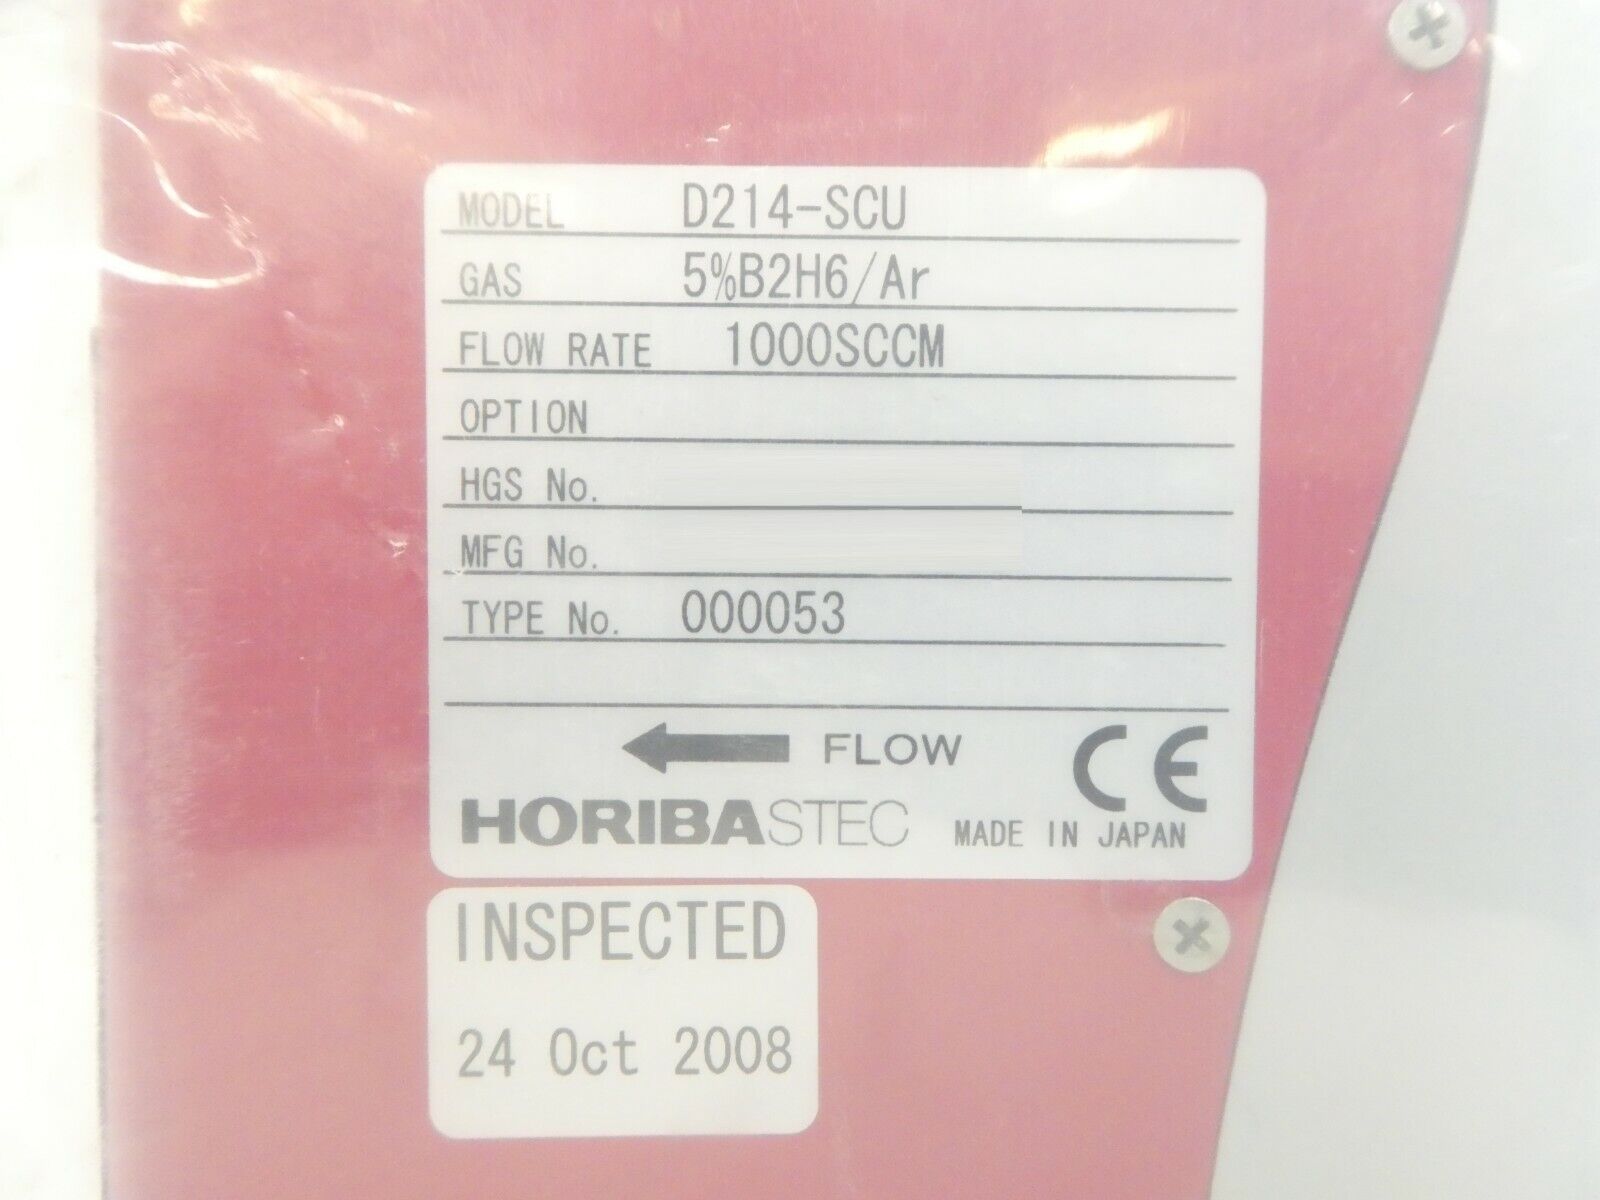 MODEL D214-SCU
GAS 5%B2H6/Ar
FLOW RATE 1000SCCM
OPTION
HGS No.
MFG No.
TYPE No. 000053
FLOW CE
HORIBASTEC MADE IN JAPAN
INSPECTED
24 Oct 2008